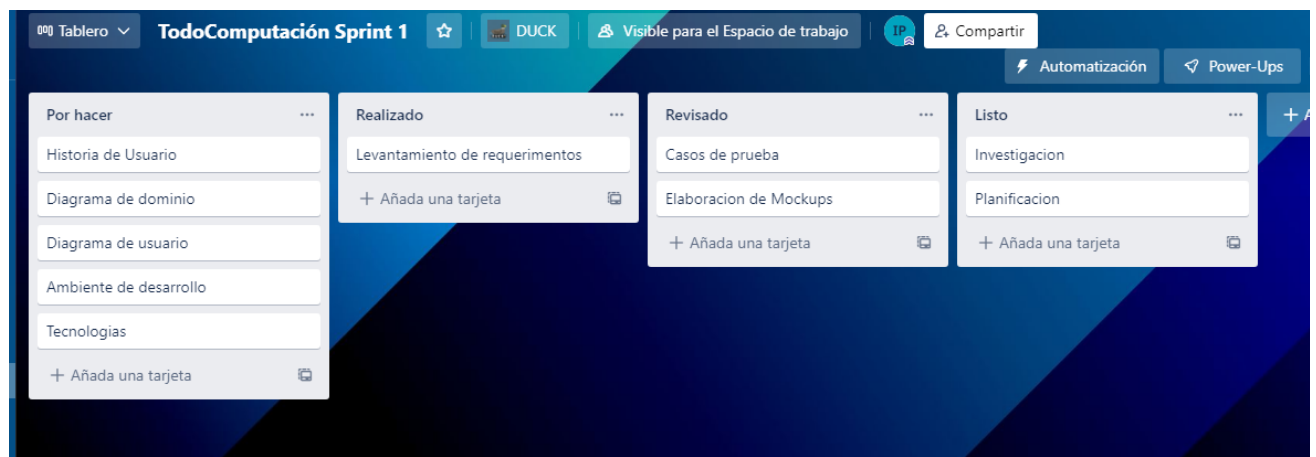 Tablero
TodoComputación Sprint 1
DUCK
Visible para el Espacio de trabajo
IP
Compartir
Automatización
Power-Ups
Por hacer
Historia de Usuario
Diagrama de dominio
Diagrama de usuario
Ambiente de desarrollo
Tecnologias
+ Añada una tarjeta
Realizado
Levantamiento de requerimentos
+ Añada una tarjeta
Revisado
Casos de prueba
Elaboracion de Mockups
+ Añada una tarjeta
Listo
Investigacion
Planificacion
+ Añada una tarjeta